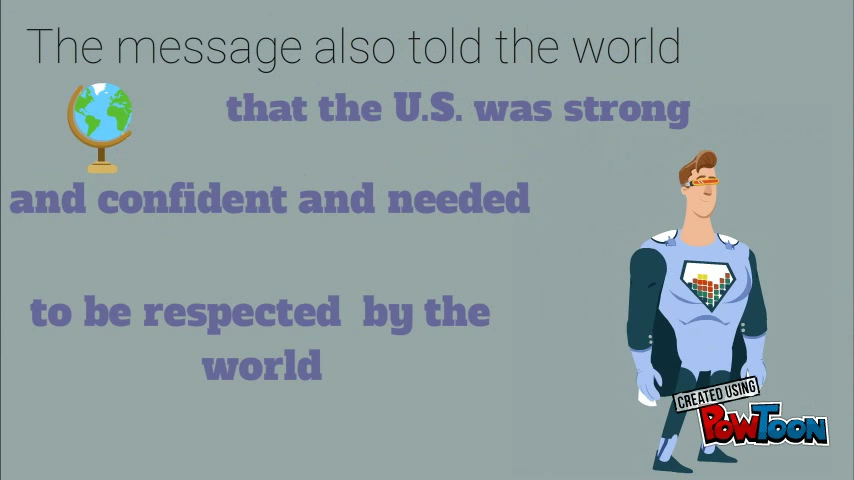 The message also told the world
that the U.S. was strong
and confident and needed
to be respected by the
world
CREATED USING
POWTOON